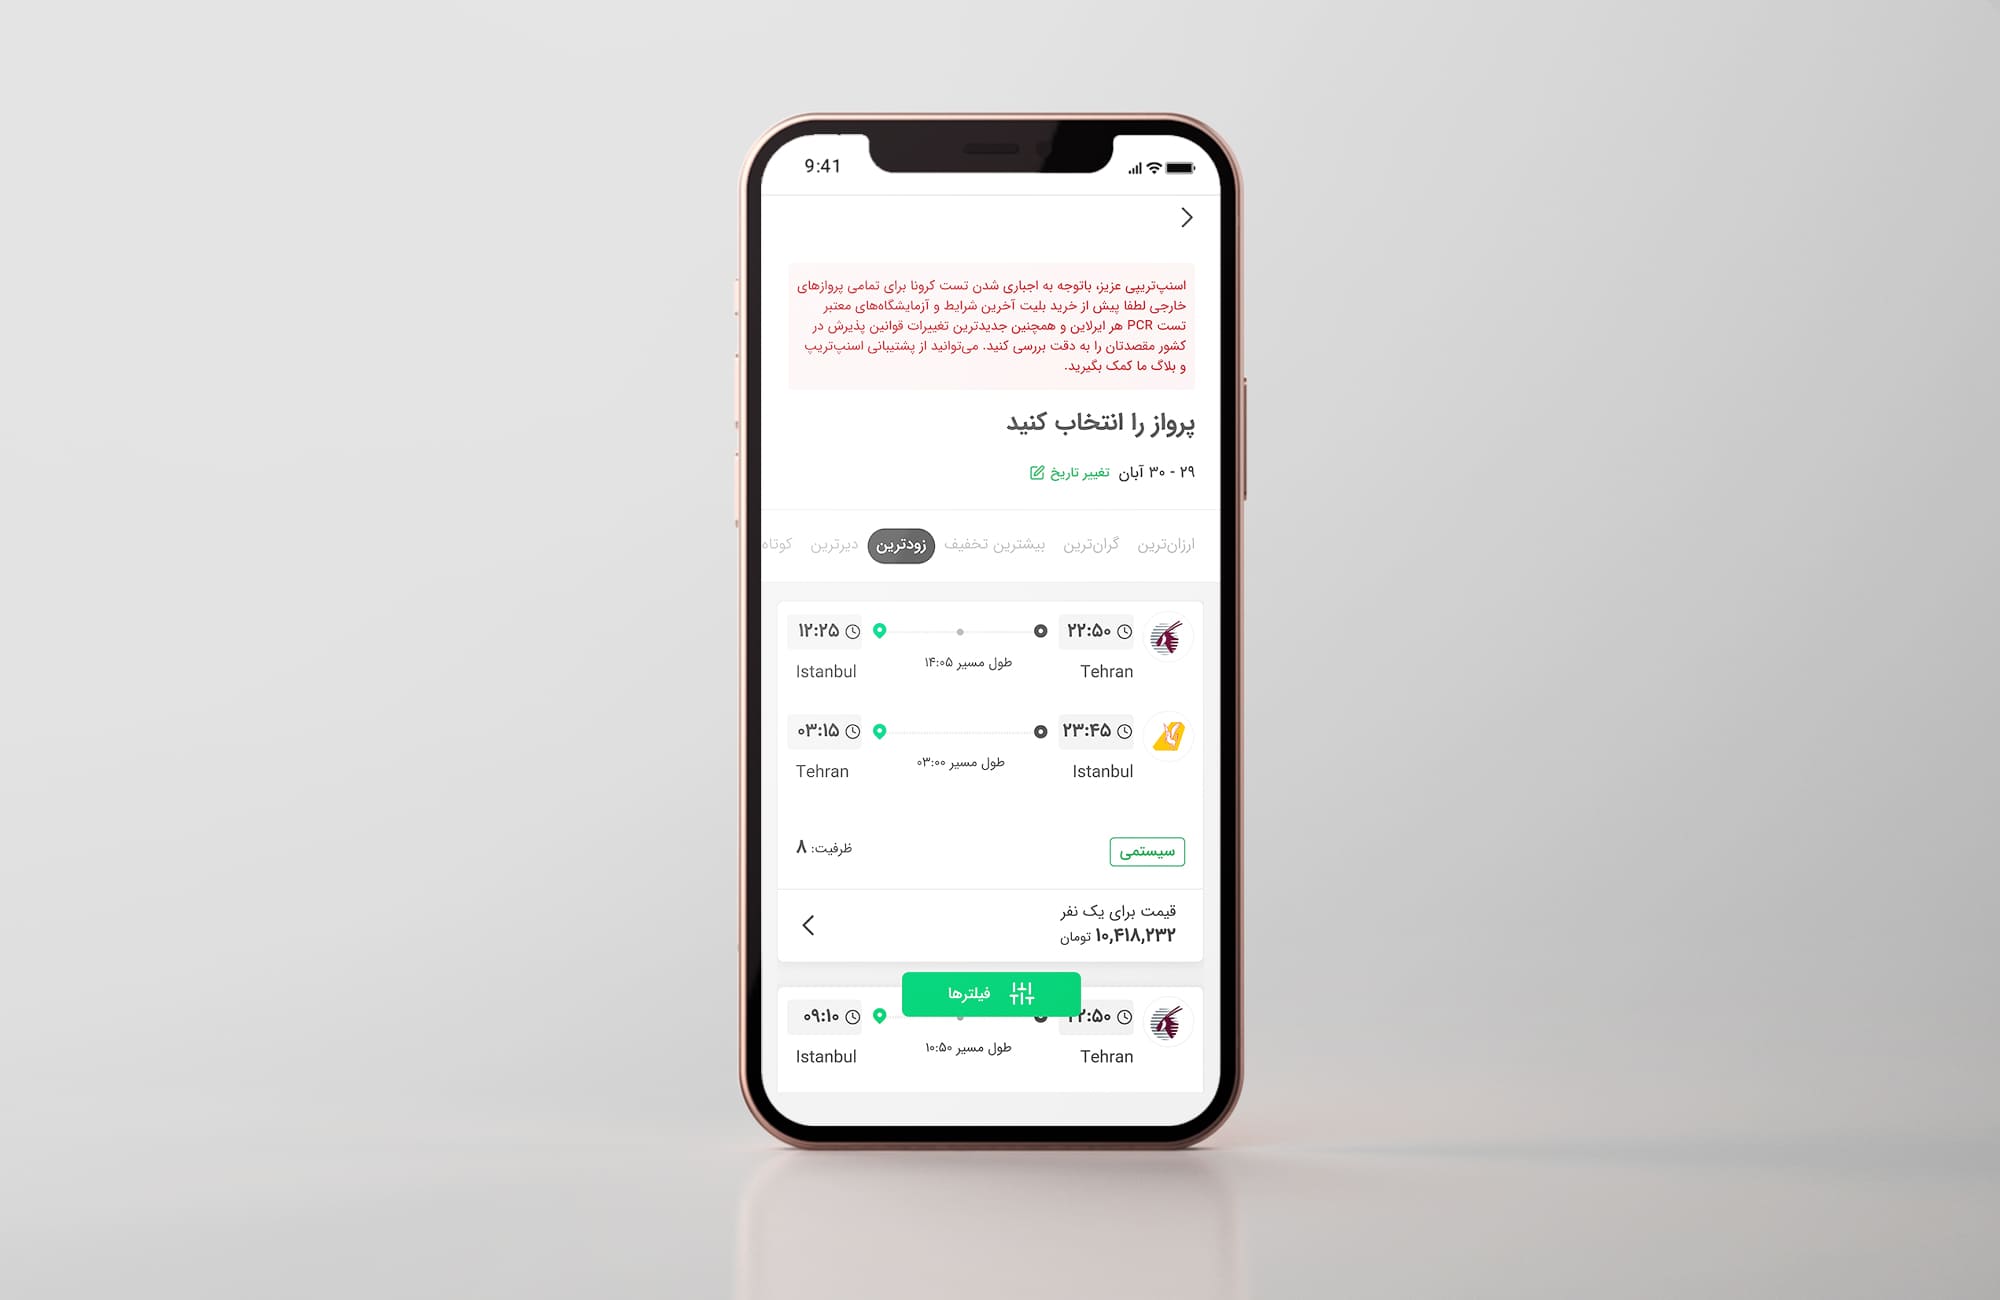 9:41
اسنپ‌تریپی عزیز، باتوجه به اجباری شدن تست کرونا برای تمامی پروازهای
خارجی لطفا پیش از خرید بلیت آخرین شرایط و آزمایشگاه‌های معتبر
تست PCR هر ایرلاین و همچنین جدیدترین تغییرات قوانین پذیرش در
کشور مقصدتان را به دقت بررسی کنید. می‌توانید از پشتیبانی اسنپ‌تریپ
و بلاگ ما کمک بگیرید.
پرواز را انتخاب کنید
۲۹ - ۳۰ آبان تغییر تاریخ
ارزان‌ترین گران‌ترین بیشترین تخفیف زودترین دیرترین کوتاه
۲۲:۵۰ ۱۲:۲۵
طول مسیر ۱۴:۰۵
Tehran Istanbul
۲۳:۴۵ ۰۳:۱۵
طول مسیر ۰۳:۰۰
Istanbul Tehran
سیستمی ظرفیت: ۸
قیمت برای یک نفر
۱۰,۴۱۸,۲۳۲ تومان
فیلترها
۲۲:۵۰ ۰۹:۱۰
طول مسیر ۱۰:۵۰
Tehran Istanbul